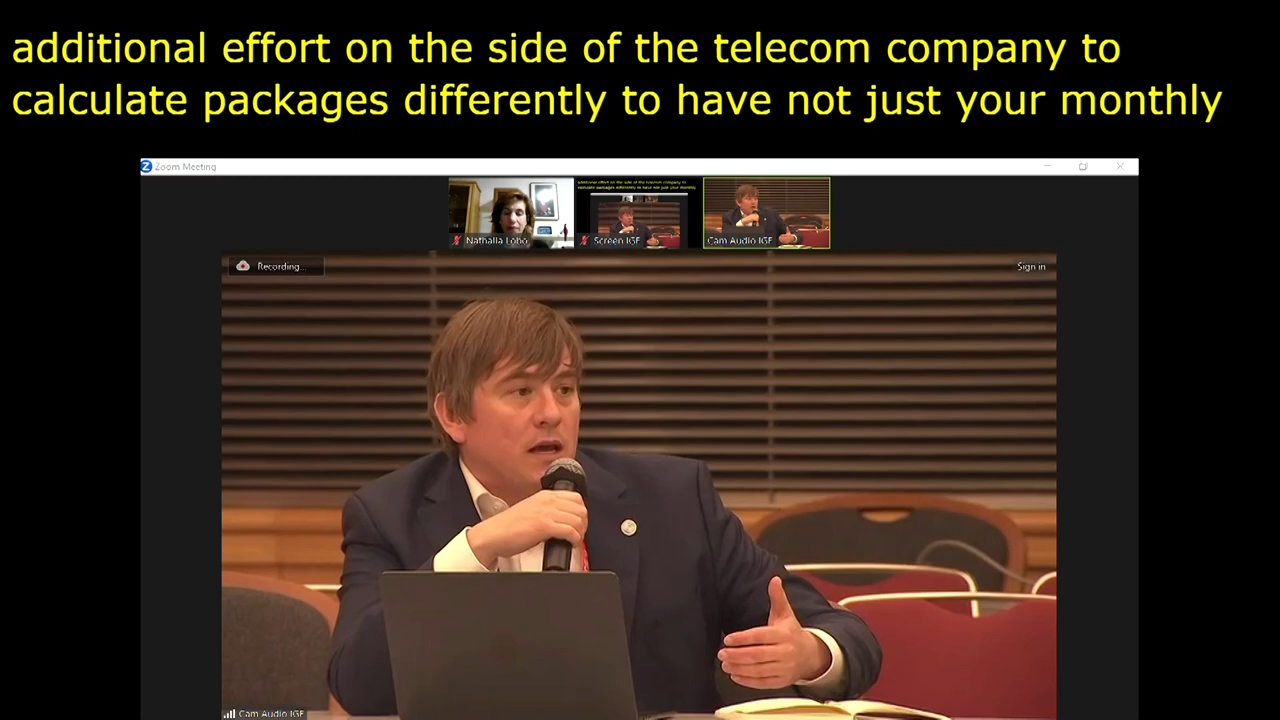 additional effort on the side of the telecom company to
calculate packages differently to have not just your monthly
Zoom Meeting
Nathalia Lobo
Screen IGF
Cam Audio IGF
Recording...
Sign in
Cam Audio IGF